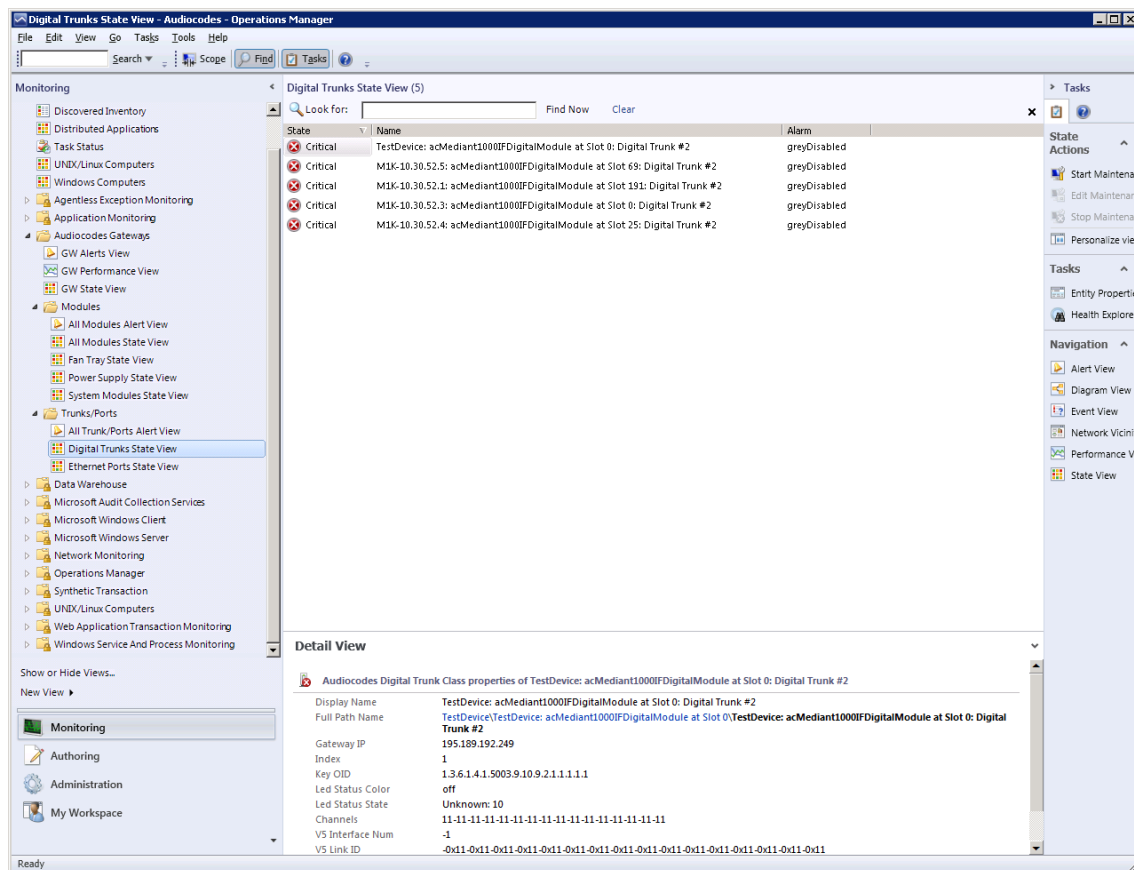 Digital Trunks State View - Audiocodes - Operations Manager
File Edit View Go Tasks Tools Help
Search Scope Find Tasks
Monitoring
Discovered Inventory
Distributed Applications
Task Status
UNIX/Linux Computers
Windows Computers
Agentless Exception Monitoring
Application Monitoring
Audiocodes Gateways
GW Alerts View
GW Performance View
GW State View
Modules
All Modules Alert View
All Modules State View
Fan Tray State View
Power Supply State View
System Modules State View
Trunks/Ports
All Trunk/Ports Alert View
Digital Trunks State View
Ethernet Ports State View
Data Warehouse
Microsoft Audit Collection Services
Microsoft Windows Client
Microsoft Windows Server
Network Monitoring
Operations Manager
Synthetic Transaction
UNIX/Linux Computers
Web Application Transaction Monitoring
Windows Service And Process Monitoring
Show or Hide Views...
New View
Monitoring
Authoring
Administration
My Workspace
Ready
Digital Trunks State View (5)
Look for: Find Now Clear
State Name Alarm
Critical TestDevice: acMediant1000IFDigitalModule at Slot 0: Digital Trunk #2 greyDisabled
Critical M1K-10.30.52.5: acMediant1000IFDigitalModule at Slot 69: Digital Trunk #2 greyDisabled
Critical M1K-10.30.52.1: acMediant1000IFDigitalModule at Slot 191: Digital Trunk #2 greyDisabled
Critical M1K-10.30.52.3: acMediant1000IFDigitalModule at Slot 0: Digital Trunk #2 greyDisabled
Critical M1K-10.30.52.4: acMediant1000IFDigitalModule at Slot 25: Digital Trunk #2 greyDisabled
Detail View
Audiocodes Digital Trunk Class properties of TestDevice: acMediant1000IFDigitalModule at Slot 0: Digital Trunk #2
Display Name TestDevice: acMediant1000IFDigitalModule at Slot 0: Digital Trunk #2
Full Path Name TestDevice\TestDevice: acMediant1000IFDigitalModule at Slot 0\TestDevice: acMediant1000IFDigitalModule at Slot 0: Digital
Trunk #2
Gateway IP 195.189.192.249
Index 1
Key OID 1.3.6.1.4.1.5003.9.10.9.2.1.1.1.1.1
Led Status Color off
Led Status State Unknown: 10
Channels 11-11-11-11-11-11-11-11-11-11-11-11-11-11-11-11
V5 Interface Num -1
V5 Link ID -0x11-0x11-0x11-0x11-0x11-0x11-0x11-0x11-0x11-0x11-0x11-0x11-0x11-0x11-0x11-0x11
Tasks
State
Actions
Start Maintena
Edit Maintenar
Stop Maintena
Personalize vie
Tasks
Entity Properti
Health Explore
Navigation
Alert View
Diagram View
Event View
Network Vicini
Performance V
State View